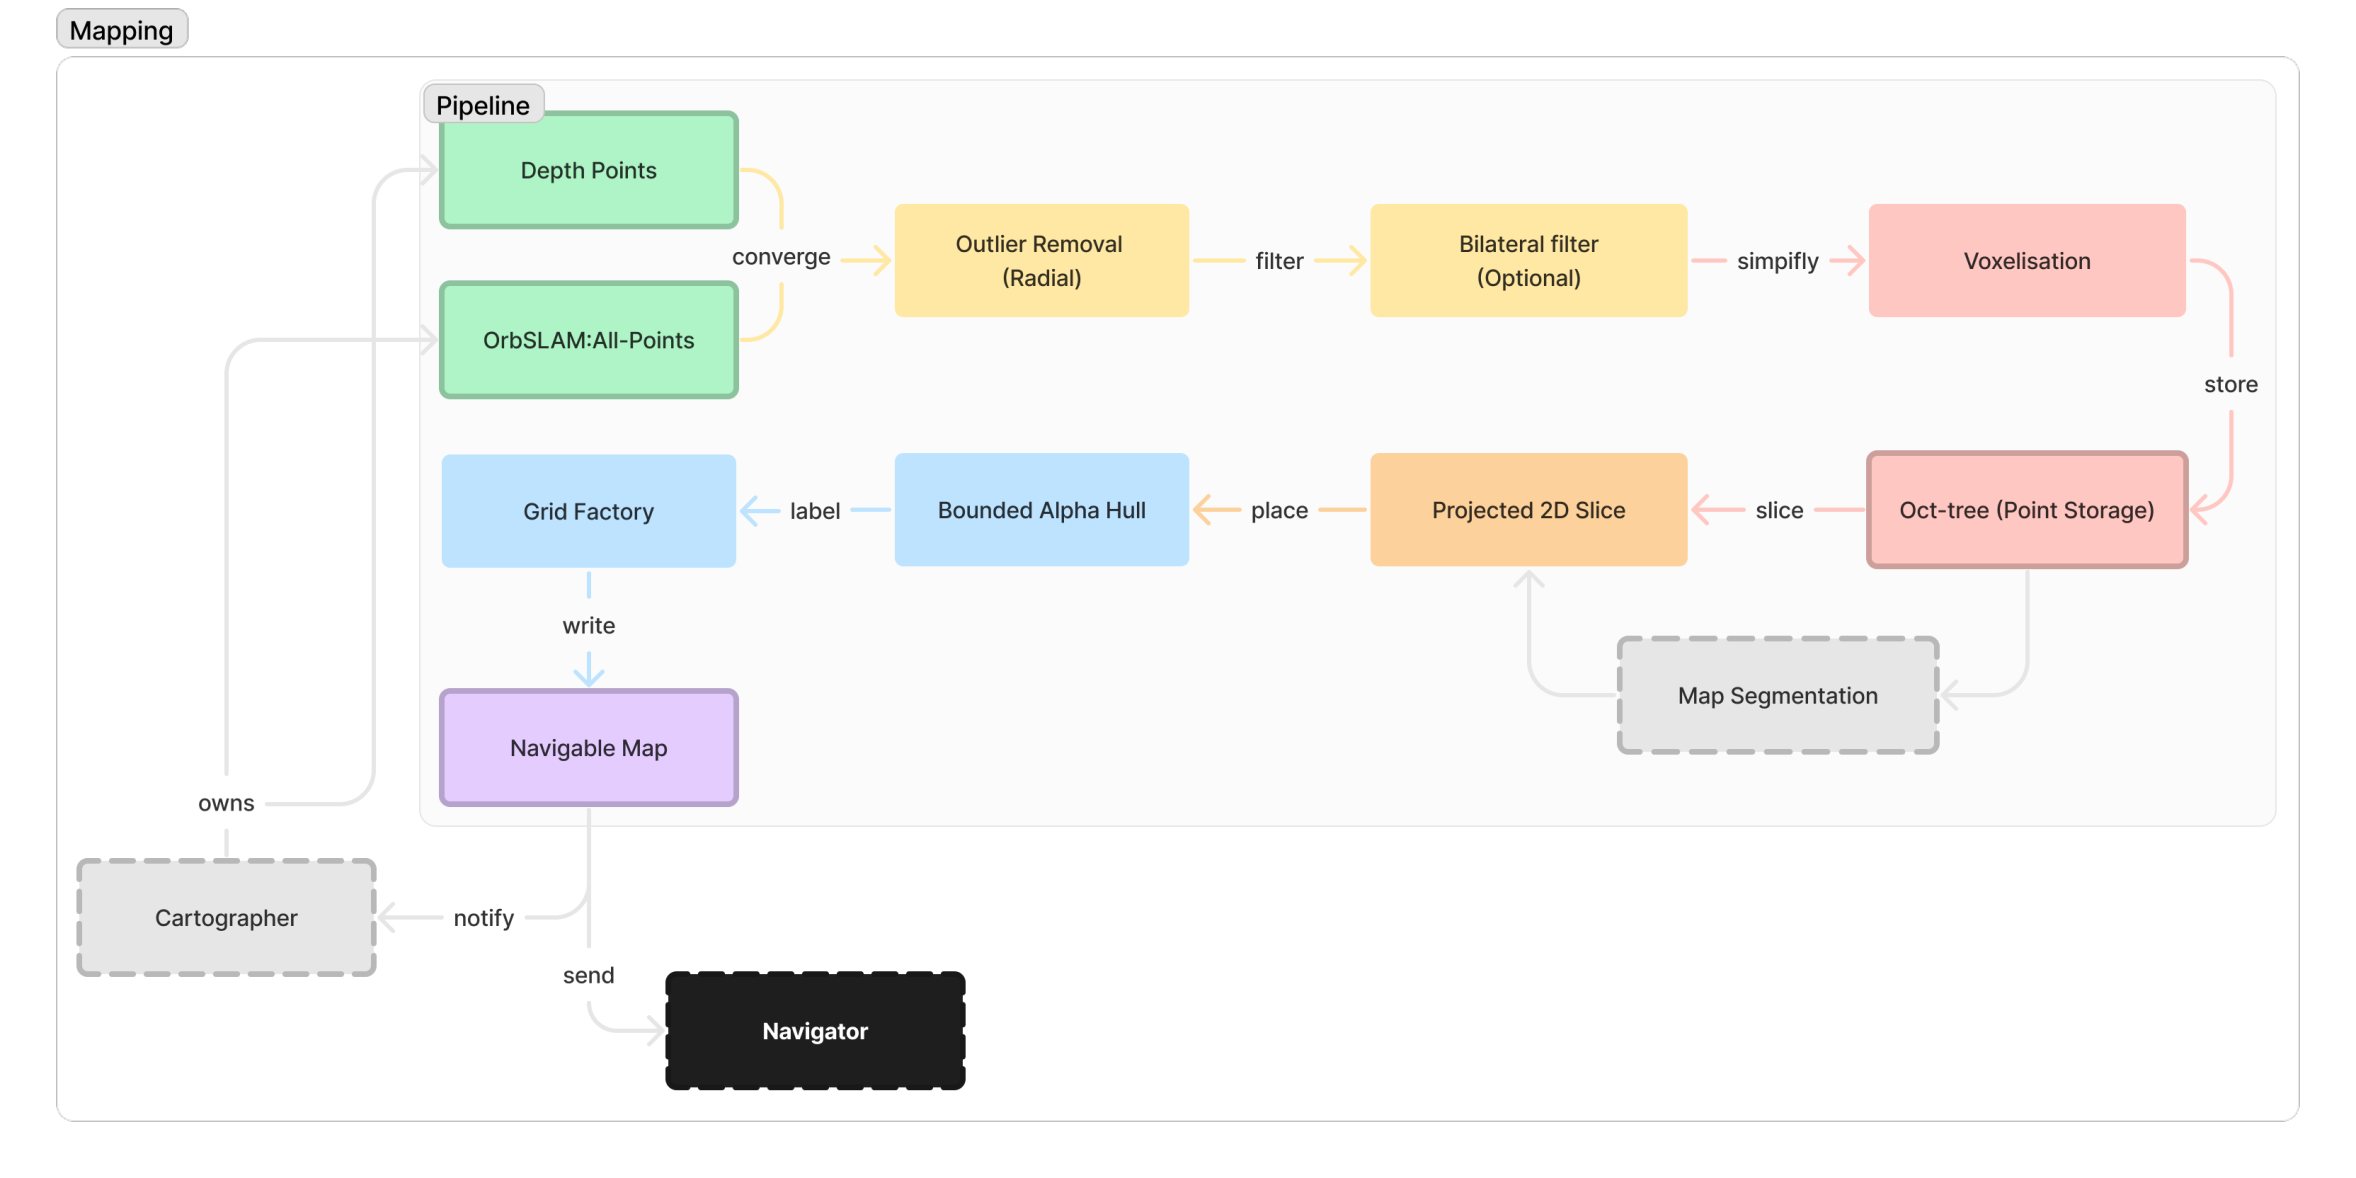 Mapping
Pipeline
Depth Points
converge
OrbSLAM:All-Points
Outlier Removal
(Radial)
filter
Bilateral filter
(Optional)
simpifly
Voxelisation
store
Oct-tree (Point Storage)
slice
Projected 2D Slice
place
Bounded Alpha Hull
label
Grid Factory
write
Map Segmentation
Navigable Map
owns
Cartographer
notify
send
Navigator